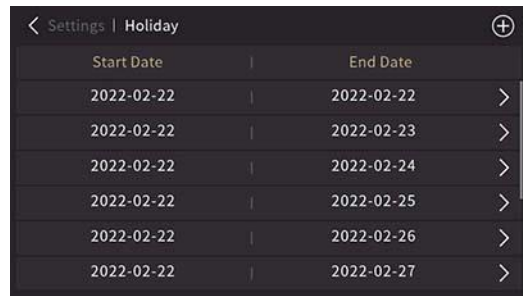 Settings | Holiday
Start Date | End Date
2022-02-22 | 2022-02-22
2022-02-22 | 2022-02-23
2022-02-22 | 2022-02-24
2022-02-22 | 2022-02-25
2022-02-22 | 2022-02-26
2022-02-22 | 2022-02-27